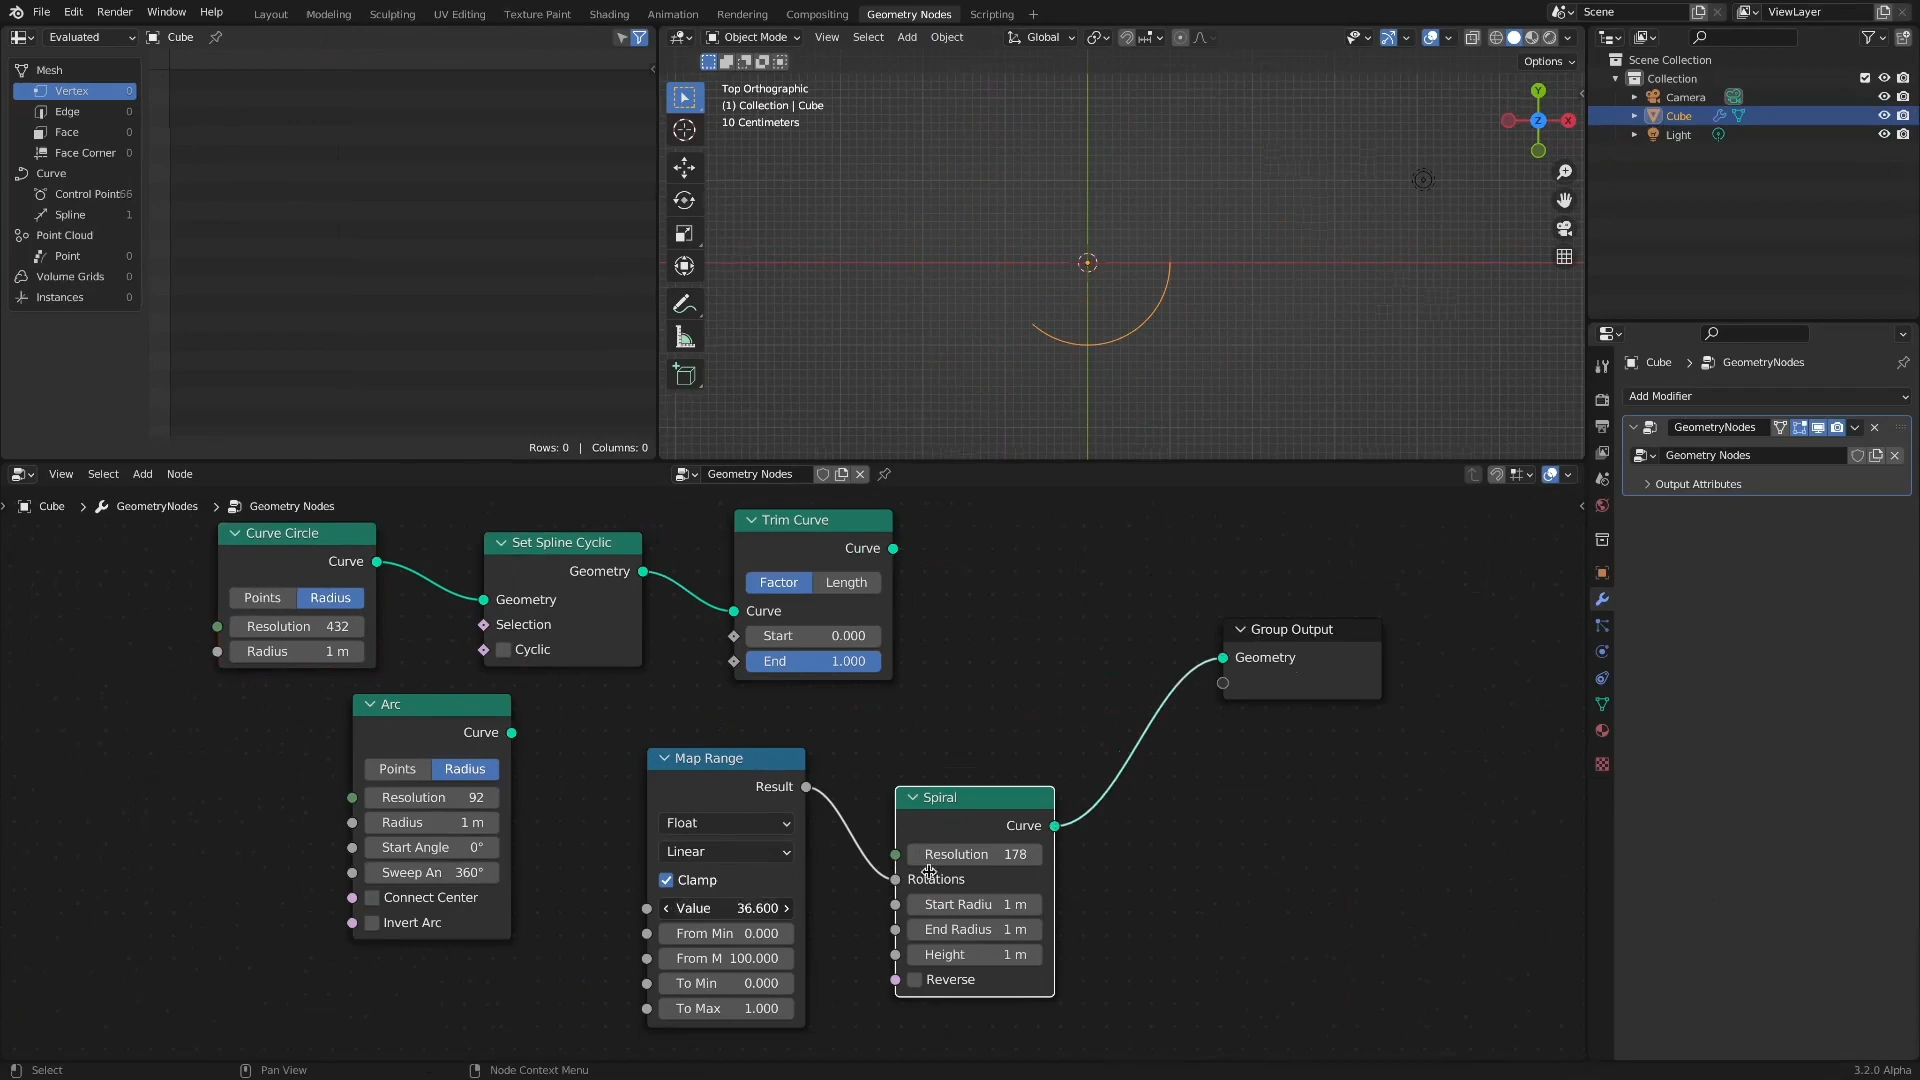 File Edit Render Window Help Layout Modeling Sculpting UV Editing Texture Paint Shading Animation Rendering Compositing Geometry Nodes Scripting + Scene ViewLayer
Evaluated Cube
Object Mode View Select Add Object Global
Options
Mesh
Vertex 0
Edge 0
Face 0
Face Corner 0
Curve
Control Point 66
Spline 1
Point Cloud
Point 0
Volume Grids 0
Instances 0
Rows: 0 | Columns: 0
Top Orthographic
(1) Collection | Cube
10 Centimeters
Y
Z
X
Scene Collection
Collection
Camera
Cube
Light
Cube > GeometryNodes
Add Modifier
GeometryNodes
Geometry Nodes
Output Attributes
View Select Add Node Geometry Nodes
Cube > GeometryNodes > Geometry Nodes
Curve Circle
Curve
Points Radius
Resolution 432
Radius 1 m
Set Spline Cyclic
Geometry
Geometry
Selection
Cyclic
Trim Curve
Curve
Factor Length
Curve
Start 0.000
End 1.000
Group Output
Geometry
Arc
Curve
Points Radius
Resolution 92
Radius 1 m
Start Angle 0°
Sweep An 360°
Connect Center
Invert Arc
Map Range
Result
Float
Linear
Clamp
Value 36.600
From Min 0.000
From M 100.000
To Min 0.000
To Max 1.000
Spiral
Curve
Resolution 178
Rotations
Start Radiu 1 m
End Radius 1 m
Height 1 m
Reverse
Select Pan View Node Context Menu 3.2.0 Alpha